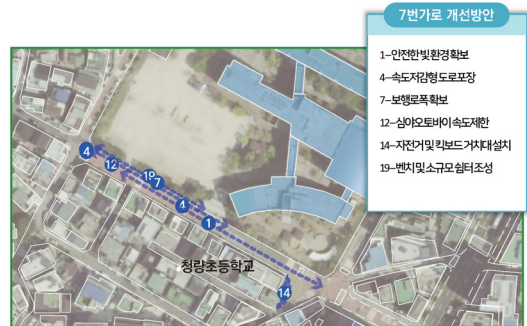 7번가로 개선방안
1–안전한 빛 환경 확보
4–속도저감형 도로포장
7–보행로 폭 확보
12–심야 오토바이 속도제한
14–자전거 및 킥보드 거치대 설치
19–벤치 및 소규모 쉼터 조성
4
12
19
7
4
1
청량초등학교
14